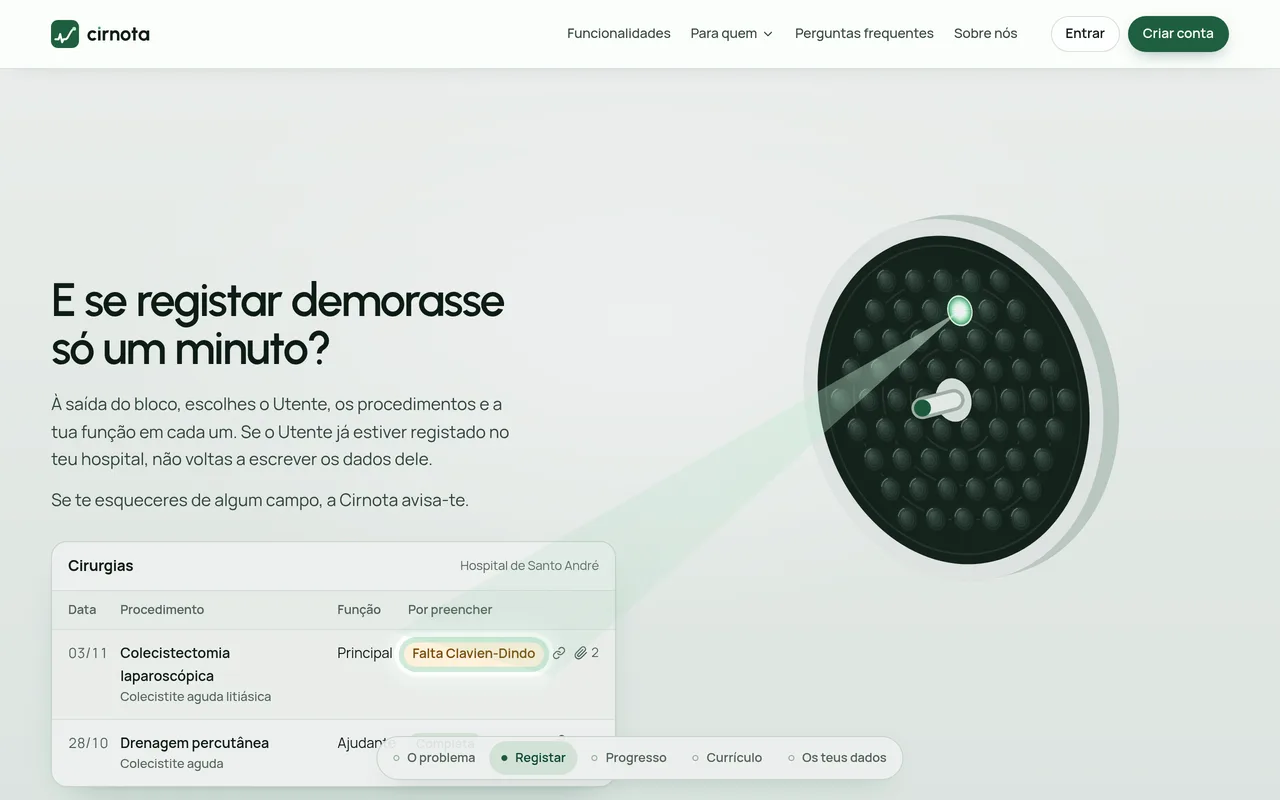 cirnota
Funcionalidades
Para quem
Perguntas frequentes
Sobre nós
Entrar
Criar conta
E se registar demorasse
só um minuto?
À saída do bloco, escolhes o Utente, os procedimentos e a
tua função em cada um. Se o Utente já estiver registado no
teu hospital, não voltas a escrever os dados dele.
Se te esqueceres de algum campo, a Cirnota avisa-te.
Cirurgias
Hospital de Santo André
Data
Procedimento
Função
Por preencher
03/11
Colecistectomia
laparoscópica
Colecistite aguda litiásica
Principal
Falta Clavien-Dindo
2
28/10
Drenagem percutânea
Colecistite aguda
Ajudante
Completa
O problema
Registar
Progresso
Currículo
Os teus dados